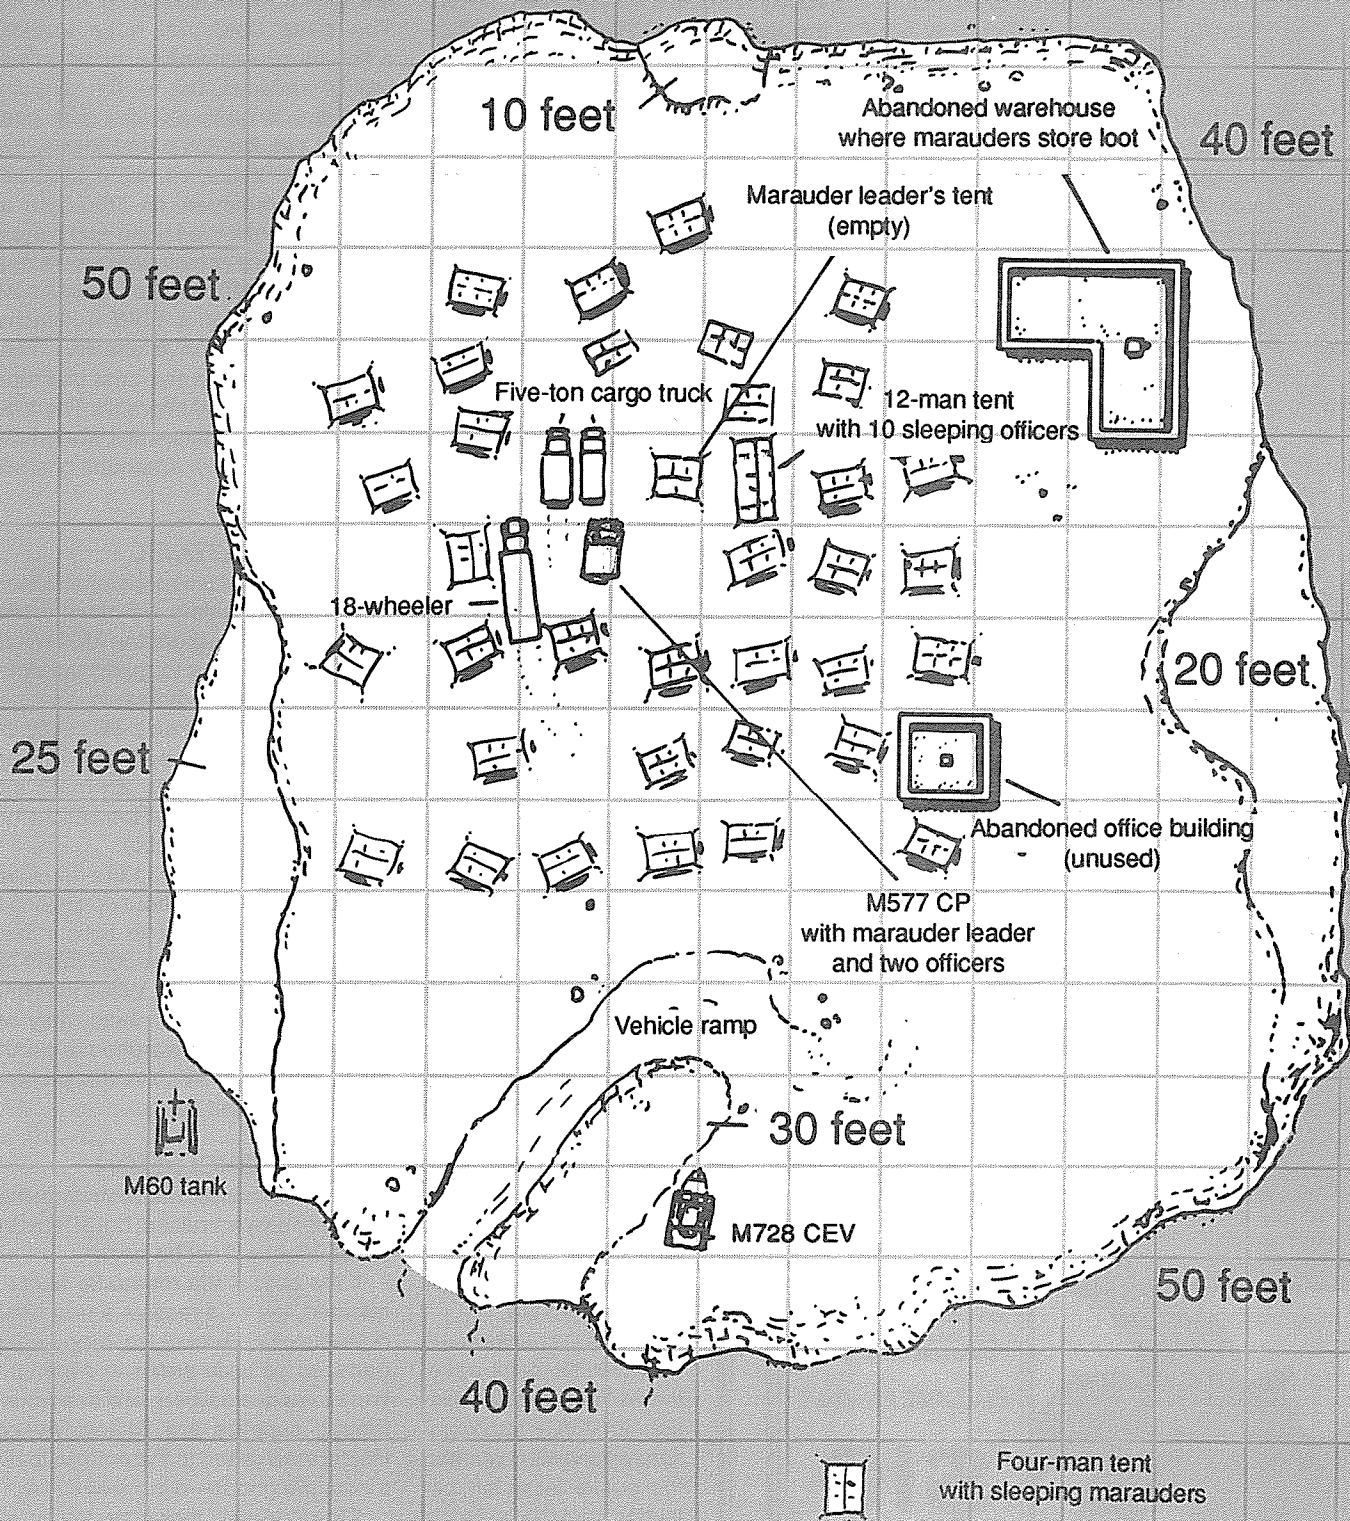 10 feet
Abandoned warehouse
where marauders store loot
40 feet
Marauder leader's tent
(empty)
50 feet
Five-ton cargo truck
12-man tent
with 10 sleeping officers
18-wheeler
20 feet
25 feet
Abandoned office building
(unused)
M577 CP
with marauder leader
and two officers
Vehicle ramp
30 feet
M60 tank
M728 CEV
50 feet
40 feet
Four-man tent
with sleeping marauders